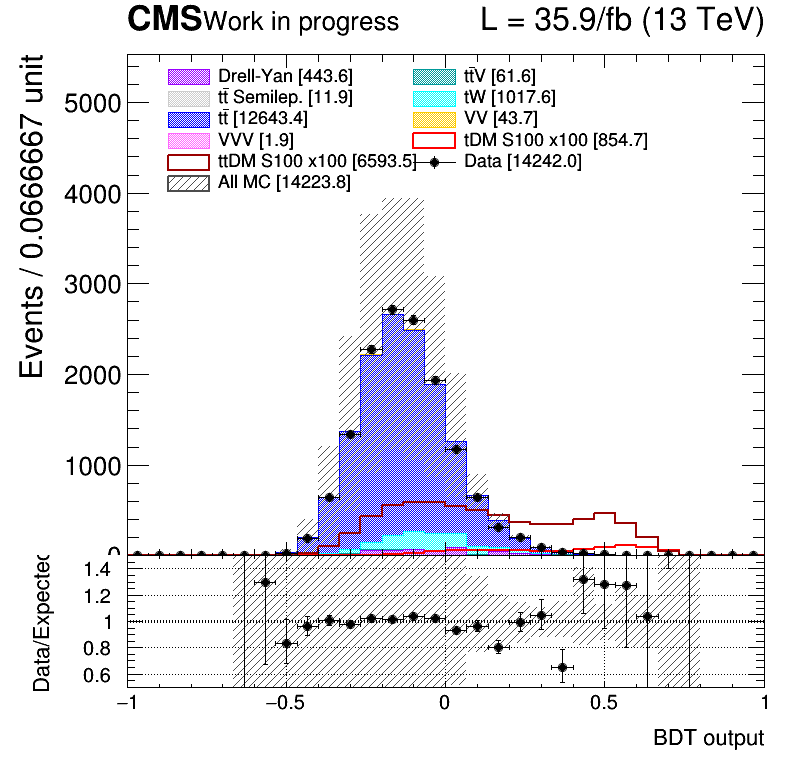 CMS Work in progress L = 35.9/fb (13 TeV)
Events / 0.0666667 unit
Drell-Yan [443.6] tt̄V [61.6]
tt̄ Semilep. [11.9] tW [1017.6]
tt̄ [12643.4] VV [43.7]
VVV [1.9] tDM S100 x100 [854.7]
ttDM S100 x100 [6593.5] Data [14242.0]
All MC [14223.8]
5000
4000
3000
2000
1000
0
Data/Expected
1.4
1.2
1
0.8
0.6
−1 −0.5 0 0.5 1
BDT output